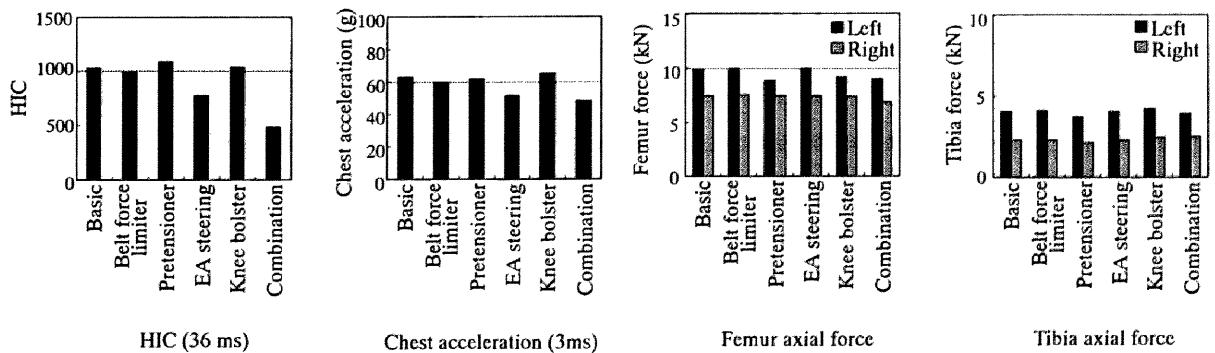 1500
1000
500
0
HIC
Basic
Belt force
limiter
Pretensioner
EA steering
Knee bolster
Combination
HIC (36 ms)
100
80
60
40
20
0
Chest acceleration (g)
Basic
Belt force
limiter
Pretensioner
EA steering
Knee bolster
Combination
Chest acceleration (3ms)
15
10
5
0
Femur force (kN)
Left
Right
Basic
Belt force
limiter
Pretensioner
EA steering
Knee bolster
Combination
Femur axial force
10
5
0
Tibia force (kN)
Left
Right
Basic
Belt force
limiter
Pretensioner
EA steering
Knee bolster
Combination
Tibia axial force